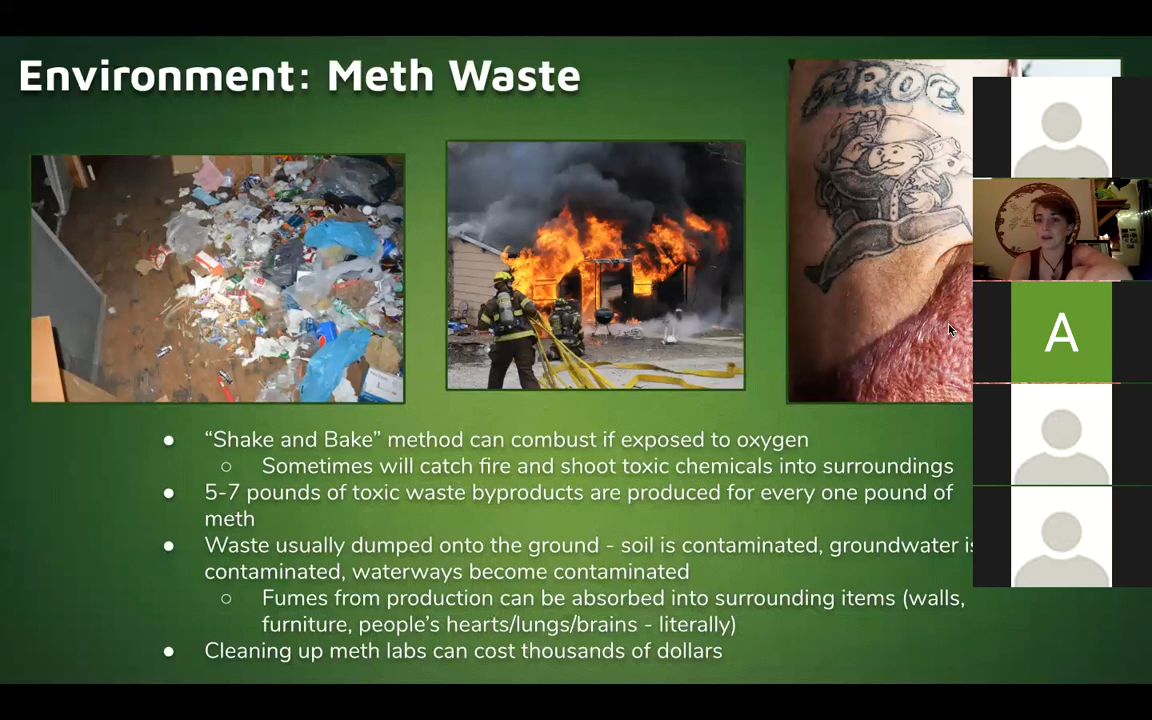 Environment: Meth Waste
FROG
A
“Shake and Bake” method can combust if exposed to oxygen
Sometimes will catch fire and shoot toxic chemicals into surroundings
5-7 pounds of toxic waste byproducts are produced for every one pound of
meth
Waste usually dumped onto the ground - soil is contaminated, groundwater is
contaminated, waterways become contaminated
Fumes from production can be absorbed into surrounding items (walls,
furniture, people’s hearts/lungs/brains - literally)
Cleaning up meth labs can cost thousands of dollars